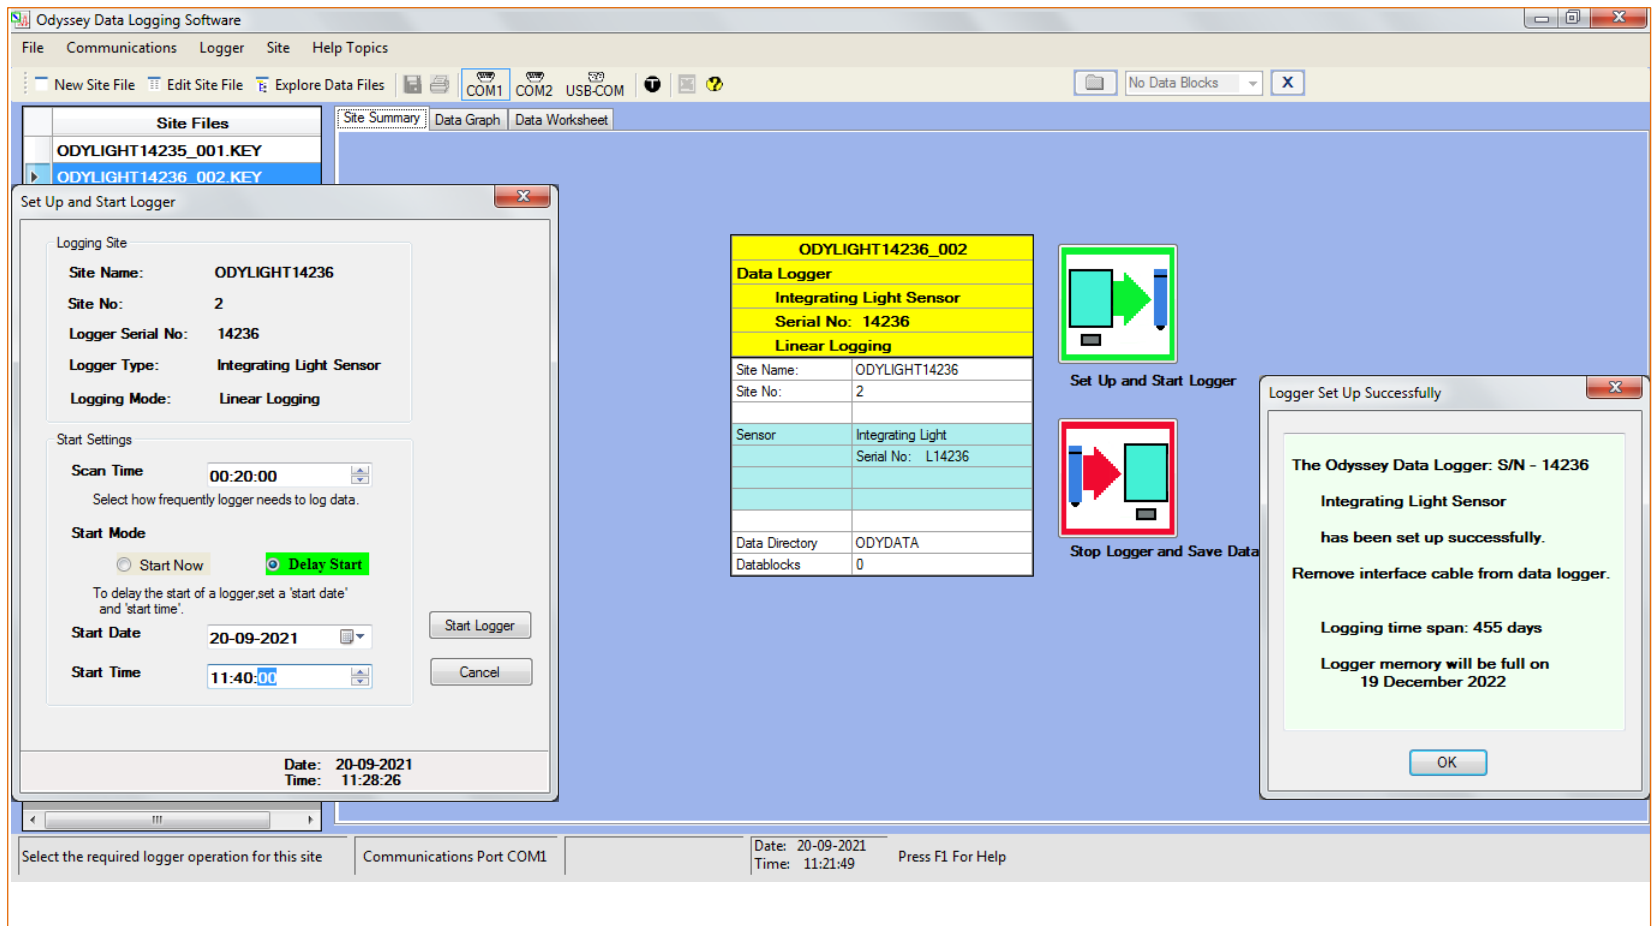 Odyssey Data Logging Software
File Communications Logger Site Help Topics
New Site File Edit Site File Explore Data Files COM1 COM2 USB-COM T ? No Data Blocks X
Site Files
ODYLIGHT14235_001.KEY
ODYLIGHT14236_002.KEY
Site Summary Data Graph Data Worksheet
Set Up and Start Logger
Logging Site
Site Name: ODYLIGHT14236
Site No: 2
Logger Serial No: 14236
Logger Type: Integrating Light Sensor
Logging Mode: Linear Logging
Start Settings
Scan Time 00:20:00
Select how frequently logger needs to log data.
Start Mode
Start Now Delay Start
To delay the start of a logger,set a 'start date'
and 'start time'.
Start Date 20-09-2021
Start Time 11:40:00
Start Logger
Cancel
Date: 20-09-2021
Time: 11:28:26
ODYLIGHT14236_002
Data Logger
Integrating Light Sensor
Serial No: 14236
Linear Logging
Site Name: ODYLIGHT14236
Site No: 2
Sensor Integrating Light
Serial No: L14236
Data Directory ODYDATA
Datablocks 0
Set Up and Start Logger
Stop Logger and Save Data
Logger Set Up Successfully
The Odyssey Data Logger: S/N - 14236
Integrating Light Sensor
has been set up successfully.
Remove interface cable from data logger.
Logging time span: 455 days
Logger memory will be full on
19 December 2022
OK
Select the required logger operation for this site
Communications Port COM1
Date: 20-09-2021
Time: 11:21:49
Press F1 For Help